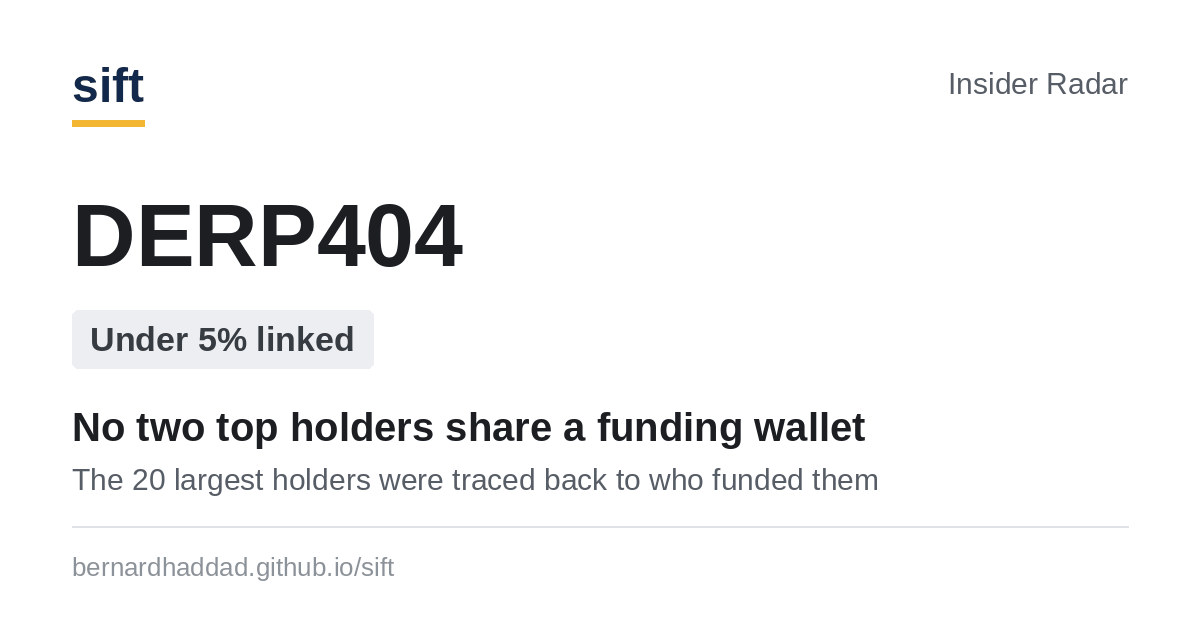 sift
Insider Radar
DERP404
Under 5% linked
No two top holders share a funding wallet
The 20 largest holders were traced back to who funded them
bernardhaddad.github.io/sift